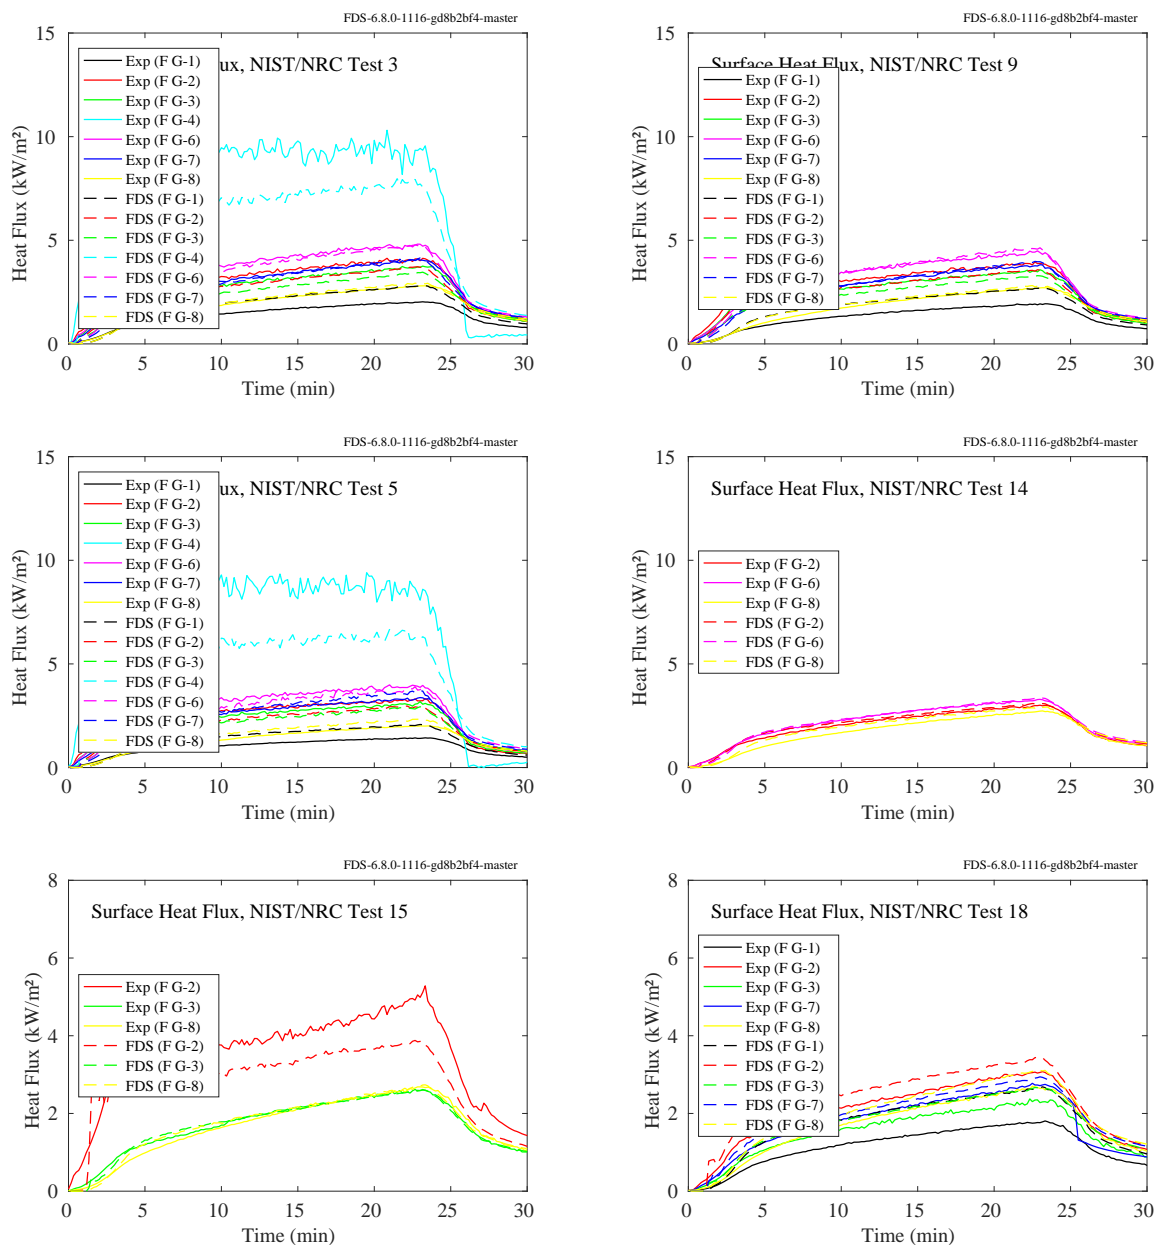 FDS-6.8.0-1116-gd8b2bf4-master
15
10
5
0
Heat Flux (kW/m²)
ux, NIST/NRC Test 3
Exp (F G-1)
Exp (F G-2)
Exp (F G-3)
Exp (F G-4)
Exp (F G-6)
Exp (F G-7)
Exp (F G-8)
FDS (F G-1)
FDS (F G-2)
FDS (F G-3)
FDS (F G-4)
FDS (F G-6)
FDS (F G-7)
FDS (F G-8)
0 5 10 15 20 25 30
Time (min)
FDS-6.8.0-1116-gd8b2bf4-master
15
10
5
0
Heat Flux (kW/m²)
Surface Heat Flux, NIST/NRC Test 9
Exp (F G-1)
Exp (F G-2)
Exp (F G-3)
Exp (F G-6)
Exp (F G-7)
Exp (F G-8)
FDS (F G-1)
FDS (F G-2)
FDS (F G-3)
FDS (F G-6)
FDS (F G-7)
FDS (F G-8)
0 5 10 15 20 25 30
Time (min)
FDS-6.8.0-1116-gd8b2bf4-master
15
10
5
0
Heat Flux (kW/m²)
ux, NIST/NRC Test 5
Exp (F G-1)
Exp (F G-2)
Exp (F G-3)
Exp (F G-4)
Exp (F G-6)
Exp (F G-7)
Exp (F G-8)
FDS (F G-1)
FDS (F G-2)
FDS (F G-3)
FDS (F G-4)
FDS (F G-6)
FDS (F G-7)
FDS (F G-8)
0 5 10 15 20 25 30
Time (min)
FDS-6.8.0-1116-gd8b2bf4-master
15
10
5
0
Heat Flux (kW/m²)
Surface Heat Flux, NIST/NRC Test 14
Exp (F G-2)
Exp (F G-6)
Exp (F G-8)
FDS (F G-2)
FDS (F G-6)
FDS (F G-8)
0 5 10 15 20 25 30
Time (min)
FDS-6.8.0-1116-gd8b2bf4-master
8
6
4
2
0
Heat Flux (kW/m²)
Surface Heat Flux, NIST/NRC Test 15
Exp (F G-2)
Exp (F G-3)
Exp (F G-8)
FDS (F G-2)
FDS (F G-3)
FDS (F G-8)
0 5 10 15 20 25 30
Time (min)
FDS-6.8.0-1116-gd8b2bf4-master
8
6
4
2
0
Heat Flux (kW/m²)
Surface Heat Flux, NIST/NRC Test 18
Exp (F G-1)
Exp (F G-2)
Exp (F G-3)
Exp (F G-7)
Exp (F G-8)
FDS (F G-1)
FDS (F G-2)
FDS (F G-3)
FDS (F G-7)
FDS (F G-8)
0 5 10 15 20 25 30
Time (min)